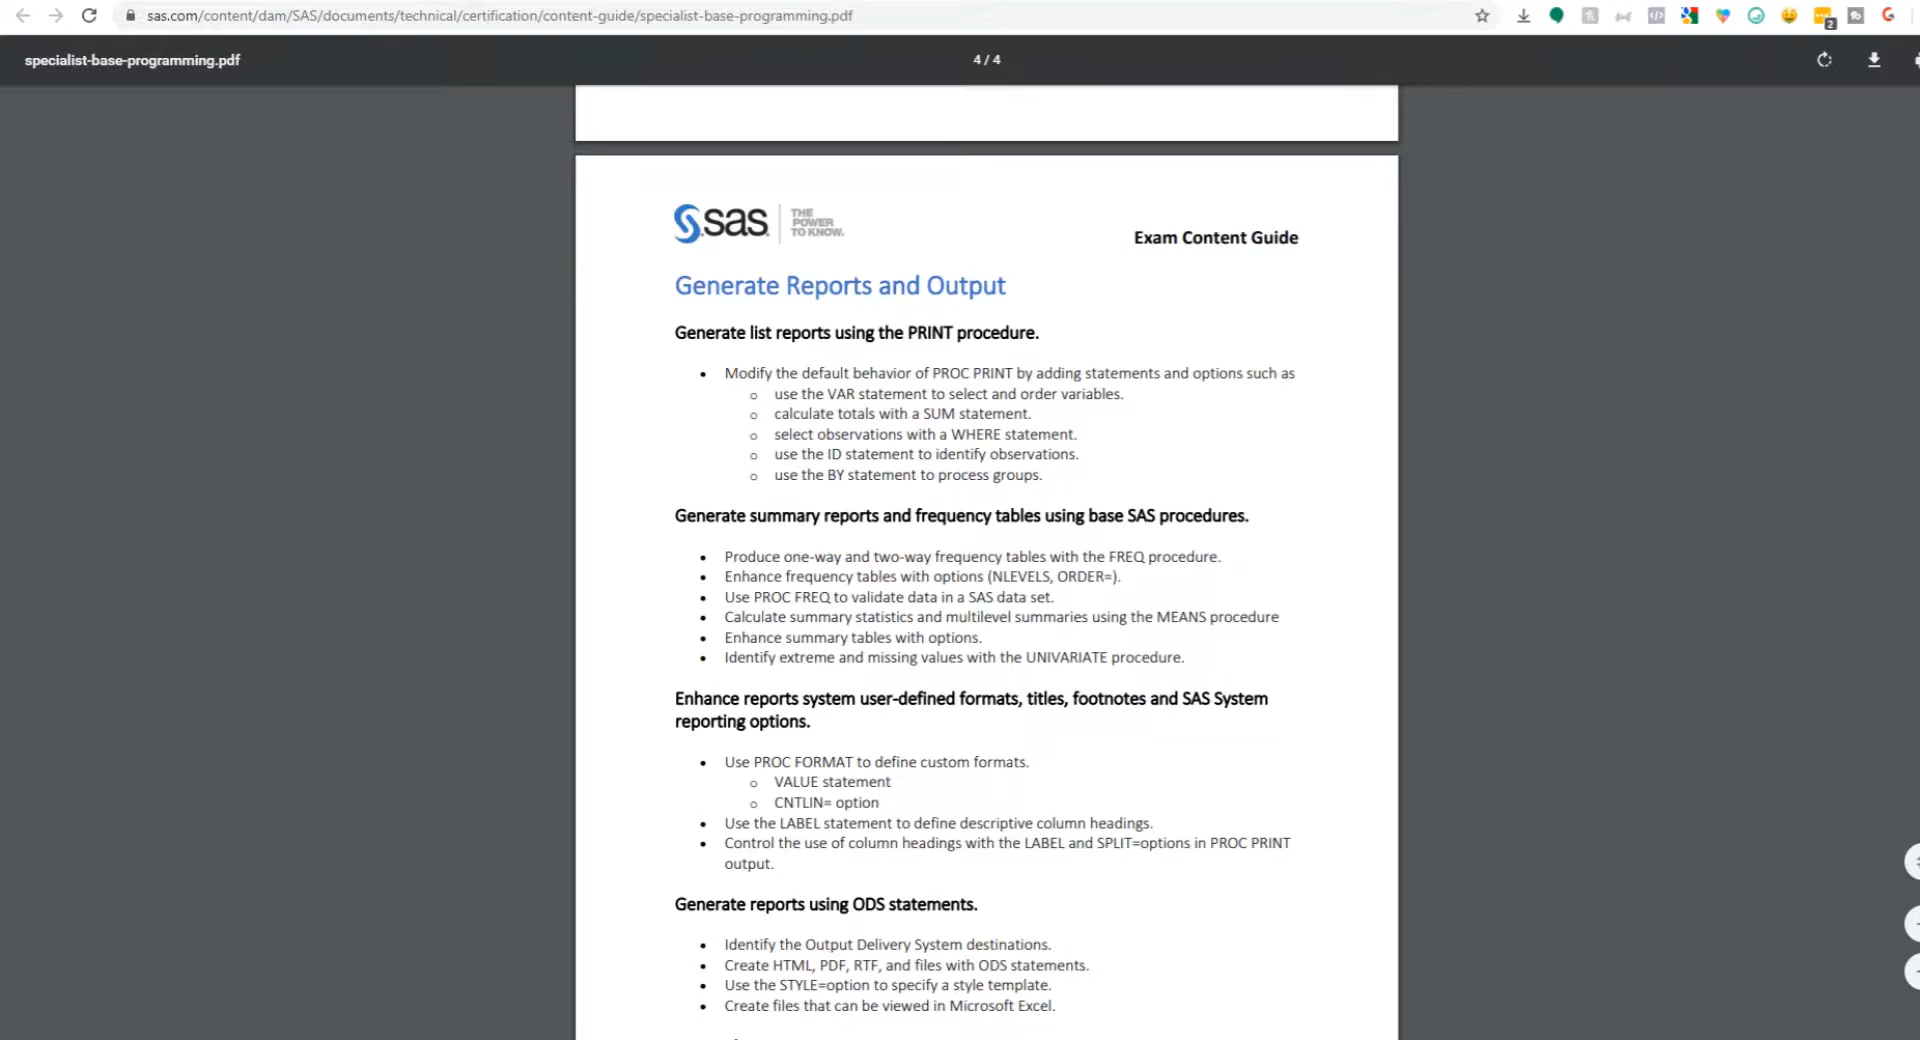 sas.com/content/dam/SAS/documents/technical/certification/content-guide/specialist-base-programming.pdf
2
specialist-base-programming.pdf
4 / 4
sas
THE
POWER
TO KNOW.
Exam Content Guide
Generate Reports and Output
Generate list reports using the PRINT procedure.
• Modify the default behavior of PROC PRINT by adding statements and options such as
o use the VAR statement to select and order variables.
o calculate totals with a SUM statement.
o select observations with a WHERE statement.
o use the ID statement to identify observations.
o use the BY statement to process groups.
Generate summary reports and frequency tables using base SAS procedures.
• Produce one-way and two-way frequency tables with the FREQ procedure.
• Enhance frequency tables with options (NLEVELS, ORDER=).
• Use PROC FREQ to validate data in a SAS data set.
• Calculate summary statistics and multilevel summaries using the MEANS procedure
• Enhance summary tables with options.
• Identify extreme and missing values with the UNIVARIATE procedure.
Enhance reports system user-defined formats, titles, footnotes and SAS System
reporting options.
• Use PROC FORMAT to define custom formats.
o VALUE statement
o CNTLIN= option
• Use the LABEL statement to define descriptive column headings.
• Control the use of column headings with the LABEL and SPLIT=options in PROC PRINT
output.
Generate reports using ODS statements.
• Identify the Output Delivery System destinations.
• Create HTML, PDF, RTF, and files with ODS statements.
• Use the STYLE=option to specify a style template.
• Create files that can be viewed in Microsoft Excel.